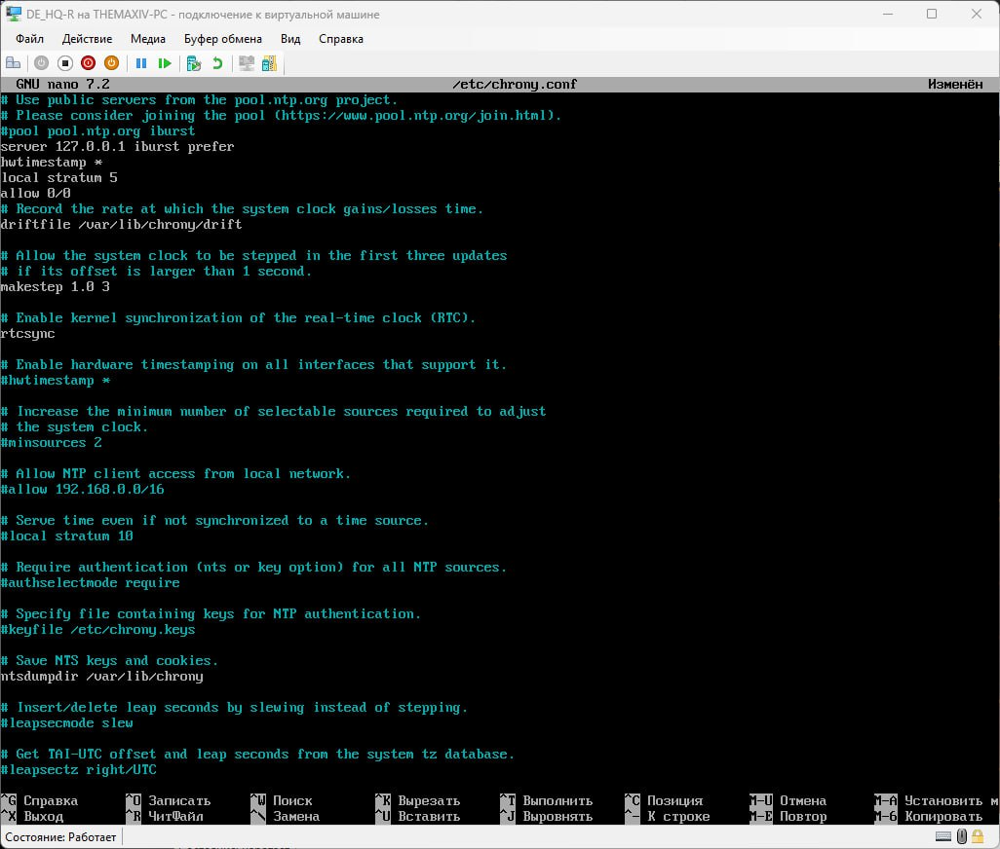 DE_HQ-R на THEMAXIV-PC - подключение к виртуальной машине
Файл Действие Медиа Буфер обмена Вид Справка
GNU nano 7.2 /etc/chrony.conf Изменён
# Use public servers from the pool.ntp.org project.
# Please consider joining the pool (https://www.pool.ntp.org/join.html).
#pool pool.ntp.org iburst
server 127.0.0.1 iburst prefer
hwtimestamp *
local stratum 5
allow 0/0
# Record the rate at which the system clock gains/losses time.
driftfile /var/lib/chrony/drift
# Allow the system clock to be stepped in the first three updates
# if its offset is larger than 1 second.
makestep 1.0 3
# Enable kernel synchronization of the real-time clock (RTC).
rtcsync
# Enable hardware timestamping on all interfaces that support it.
#hwtimestamp *
# Increase the minimum number of selectable sources required to adjust
# the system clock.
#minsources 2
# Allow NTP client access from local network.
#allow 192.168.0.0/16
# Serve time even if not synchronized to a time source.
#local stratum 10
# Require authentication (nts or key option) for all NTP sources.
#authselectmode require
# Specify file containing keys for NTP authentication.
#keyfile /etc/chrony.keys
# Save NTS keys and cookies.
ntsdumpdir /var/lib/chrony
# Insert/delete leap seconds by slewing instead of stepping.
#leapsecmode slew
# Get TAI-UTC offset and leap seconds from the system tz database.
#leapsectz right/UTC
^G Справка ^O Записать ^W Поиск ^K Вырезать ^T Выполнить ^C Позиция M-U Отмена M-A Установить м
^X Выход ^R ЧитФайл ^\ Замена ^U Вставить ^J Выровнять ^- К строке M-E Повтор M-6 Копировать
Состояние: Работает